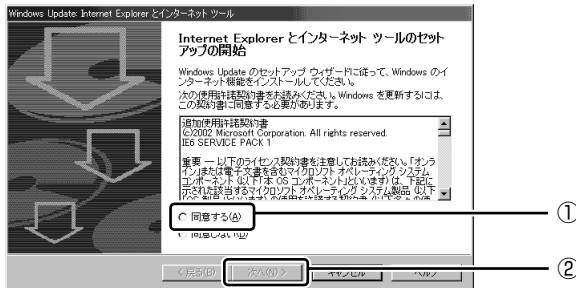 Windows Update: Internet Explorer とインターネット ツール
Internet Explorer とインターネット ツールのセット
アップの開始
Windows Update のセットアップ ウィザードに従って、Windows のイ
ンターネット機能をインストールしてください。
次の使用許諾契約書をお読みください。Windows を更新するには、
この契約書に同意する必要があります。
追加使用許諾契約書
(c)2002 Microsoft Corporation. All rights reserved.
IE6 SERVICE PACK 1
重要 — 以下のライセンス契約書を注意してお読みください。「オンラ
インまたは電子文書を含むマイクロソフト オペレーティング システム
コンポーネント (以下「本 OS コンポーネント」といいます) は、下記に
示された該当するマイクロソフト オペレーティング システム製品 (以下
同意する(A)
①
同意しない(D)
< 戻る(B)
次へ(N) >
キャンセル
ヘルプ
②